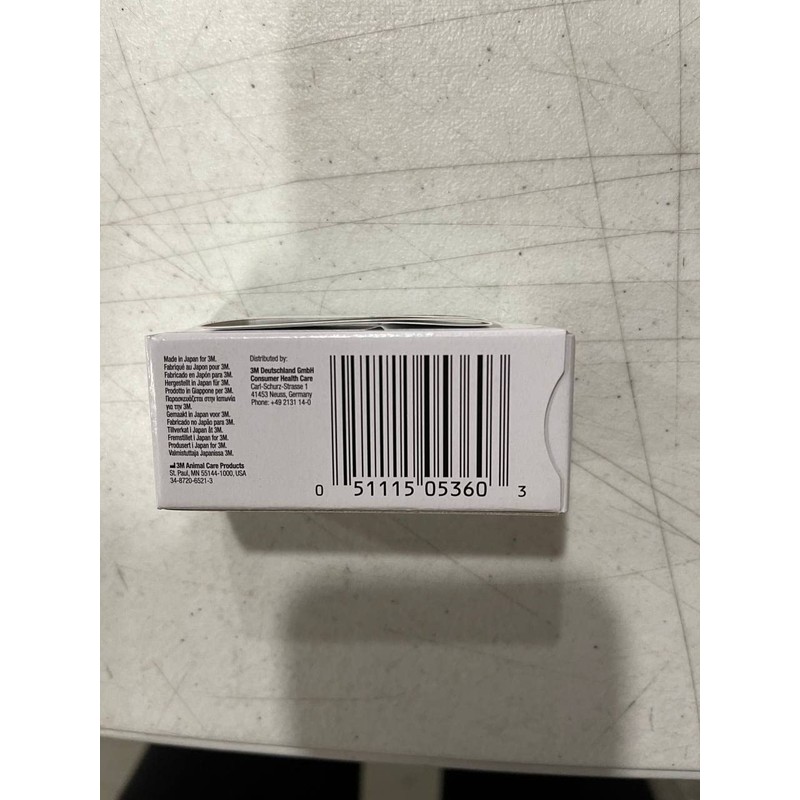 Made in Japan for 3M.
Fabriqué au Japon pour 3M.
Fabricado en Japón para 3M.
Hergestellt in Japan für 3M.
Prodotto in Giappone per 3M.
Παρασκευάζεται στην Ιαπωνία
για την 3M.
Gemaakt in Japan voor 3M.
Fabricado no Japão para 3M.
Tillverkat i Japan åt 3M.
Fremstillet i Japan for 3M.
Produsert i Japan for 3M.
Valmistuttaja Japanissa 3M.
3M Animal Care Products
St. Paul, MN 55144-1000, USA
34-8720-6521-3
Distributed by:
3M Deutschland GmbH
Consumer Health Care
Carl-Schurz-Strasse 1
41453 Neuss, Germany
Phone: +49 2131 14-0
0 51115 05360 3